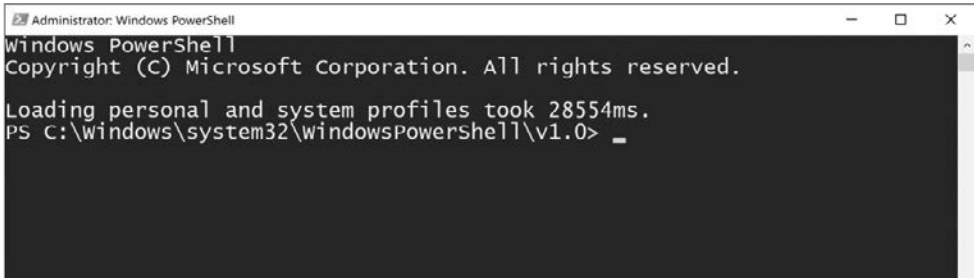 Administrator: Windows PowerShell
Windows PowerShell
Copyright (C) Microsoft Corporation. All rights reserved.
Loading personal and system profiles took 28554ms.
PS C:\Windows\system32\WindowsPowerShell\v1.0>